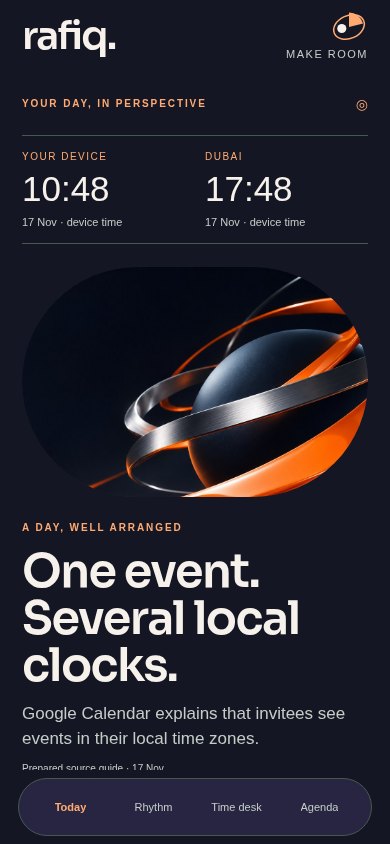 rafiq.
MAKE ROOM
YOUR DAY, IN PERSPECTIVE
YOUR DEVICE
10:48
17 Nov · device time
DUBAI
17:48
17 Nov · device time
A DAY, WELL ARRANGED
One event.
Several local
clocks.
Google Calendar explains that invitees see
events in their local time zones.
Prepared source guide · 17 Nov
Today
Rhythm
Time desk
Agenda